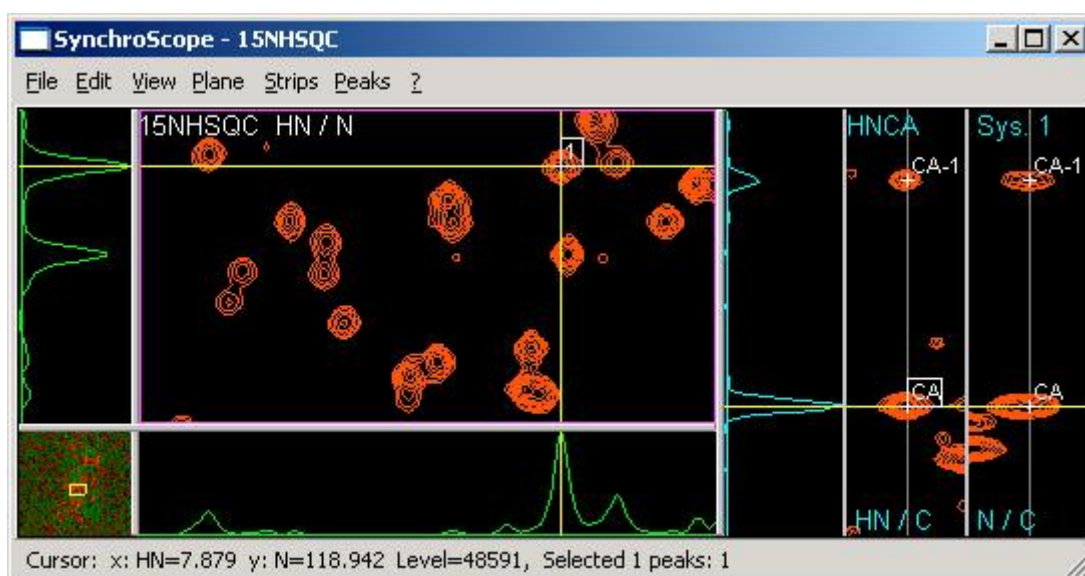 SynchroScope - 15NHSQC
File Edit View Plane Strips Peaks ?
15NHSQC HN / N
1
HNCA
Sys. 1
CA-1
CA-1
CA
CA
HN / C
N / C
Cursor: x: HN=7.879 y: N=118.942 Level=48591, Selected 1 peaks: 1